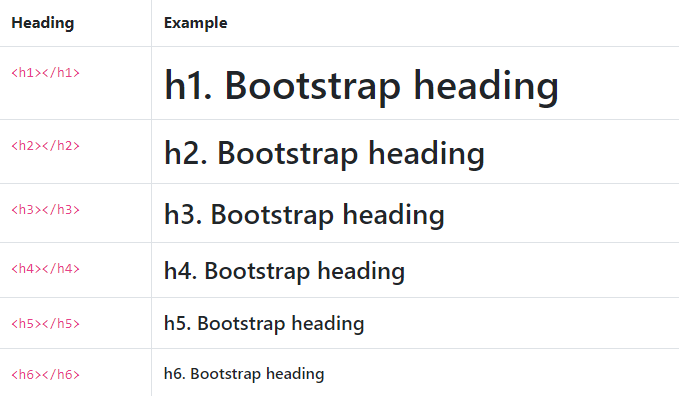 Heading Example
<h1></h1> h1. Bootstrap heading
<h2></h2> h2. Bootstrap heading
<h3></h3> h3. Bootstrap heading
<h4></h4> h4. Bootstrap heading
<h5></h5> h5. Bootstrap heading
<h6></h6> h6. Bootstrap heading